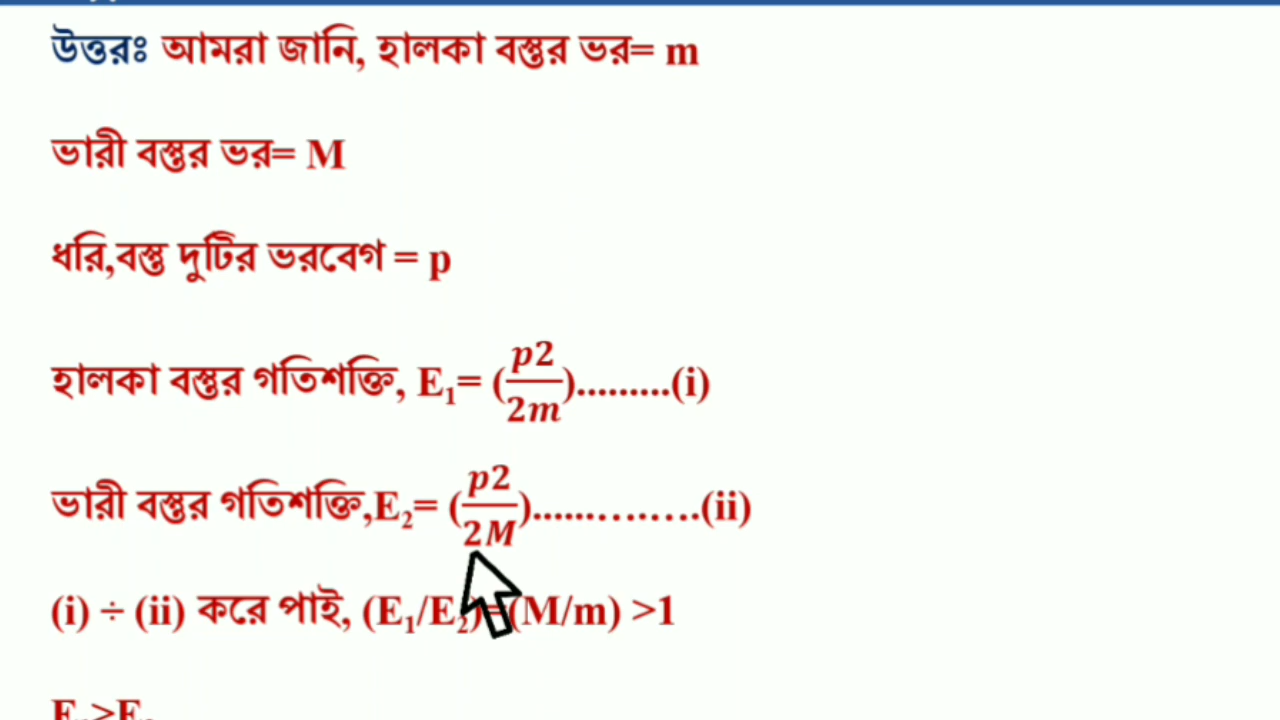 উত্তরঃ আমরা জানি, হালকা বস্তুর ভর= m
ভারী বস্তুর ভর= M
ধরি,বস্তু দুটির ভরবেগ = p
হালকা বস্তুর গতিশক্তি, E₁= (p2/2m).........(i)
ভারী বস্তুর গতিশক্তি,E₂= (p2/2M)......…….….(ii)
(i) ÷ (ii) করে পাই, (E₁/E₂)=(M/m) >1